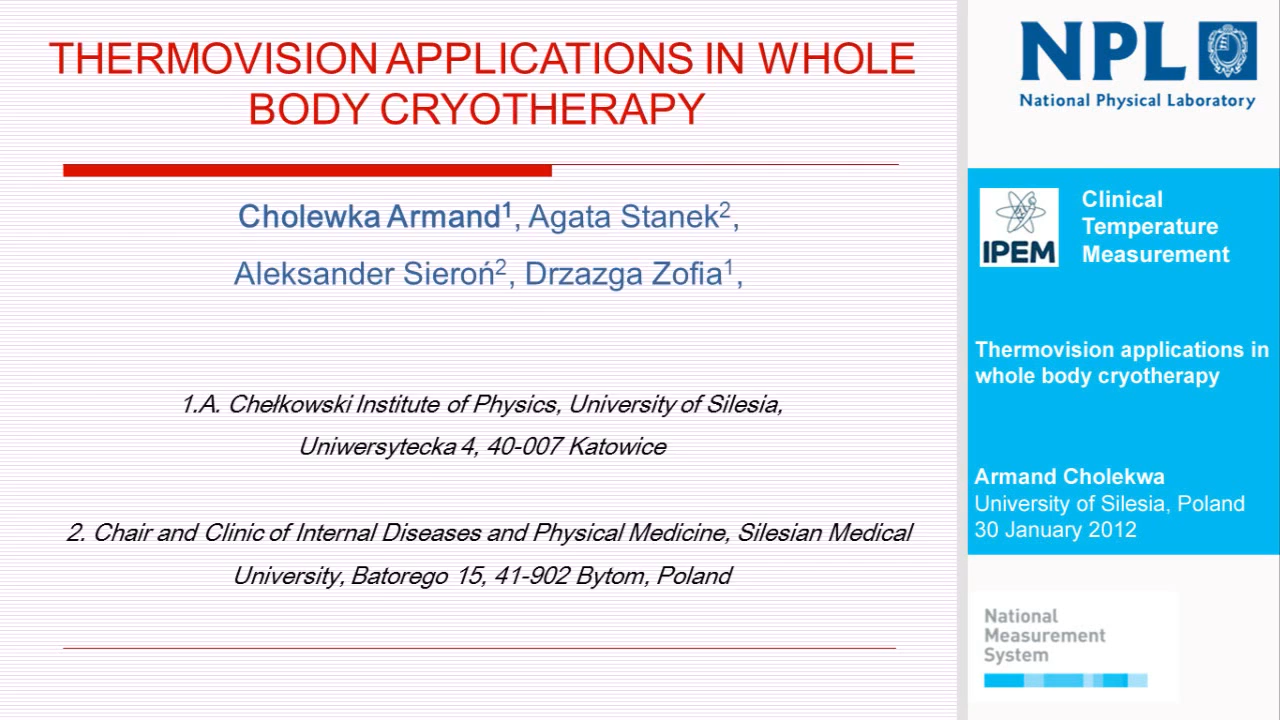 THERMOVISION APPLICATIONS IN WHOLE
BODY CRYOTHERAPY
Cholewka Armand¹, Agata Stanek²,
Aleksander Sieroń², Drzazga Zofia¹,
1.A. Chełkowski Institute of Physics, University of Silesia,
Uniwersytecka 4, 40-007 Katowice
2. Chair and Clinic of Internal Diseases and Physical Medicine, Silesian Medical
University, Batorego 15, 41-902 Bytom, Poland
NPL
National Physical Laboratory
IPEM
Clinical
Temperature
Measurement
Thermovision applications in
whole body cryotherapy
Armand Cholekwa
University of Silesia, Poland
30 January 2012
National
Measurement
System